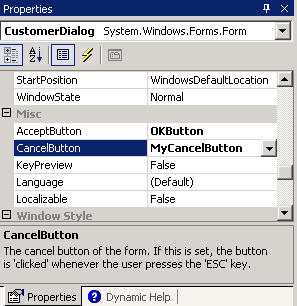 Properties
CustomerDialog System.Windows.Forms.Form
StartPosition WindowsDefaultLocation
WindowState Normal
Misc
AcceptButton OKButton
CancelButton MyCancelButton
KeyPreview False
Language (Default)
Localizable False
Window Style
CancelButton
The cancel button of the form. If this is set, the button
is 'clicked' whenever the user presses the 'ESC' key.
Properties Dynamic Help